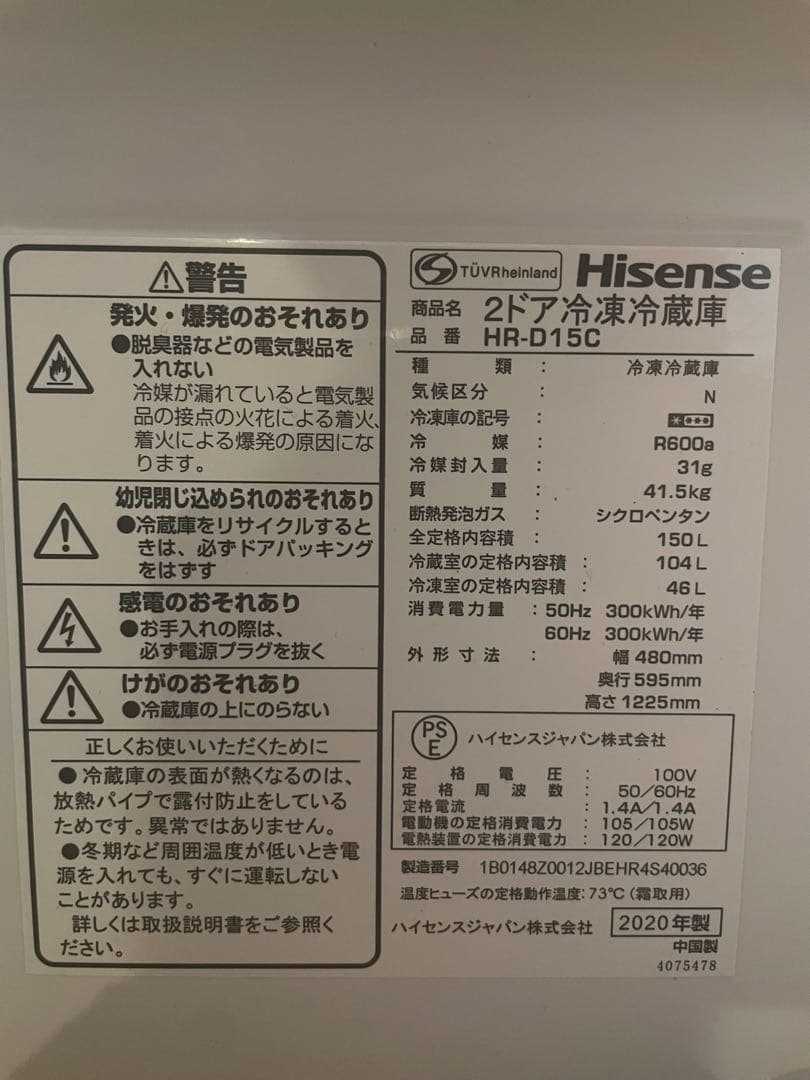 警告
発火・爆発のおそれあり
●脱臭器などの電気製品を
入れない
冷媒が漏れていると電気製
品の接点の火花による着火、
着火による爆発の原因にな
ります。
幼児閉じ込められのおそれあり
●冷蔵庫をリサイクルすると
きは、必ずドアパッキング
をはずす
感電のおそれあり
●お手入れの際は、
必ず電源プラグを抜く
けがのおそれあり
●冷蔵庫の上にのらない
正しくお使いいただくために
●冷蔵庫の表面が熱くなるのは、
放熱パイプで露付防止をしている
ためです。異常ではありません。
●冬期など周囲温度が低いとき電
源を入れても、すぐに運転しない
ことがあります。
詳しくは取扱説明書をご参照く
ださい。
TÜVRheinland Hisense
商品名 2ドア冷凍冷蔵庫
品番 HR-D15C
種類 : 冷凍冷蔵庫
気候区分 : N
冷凍庫の記号 : ****
冷媒 : R600a
冷媒封入量 : 31g
質量 : 41.5kg
断熱発泡ガス : シクロペンタン
全定格内容積 : 150L
冷蔵室の定格内容積 : 104L
冷凍室の定格内容積 : 46L
消費電力量 : 50Hz 300kWh/年
60Hz 300kWh/年
外形寸法 : 幅480mm
奥行595mm
高さ1225mm
PSE ハイセンスジャパン株式会社
定格電圧 : 100V
定格周波数 : 50/60Hz
定格電流 : 1.4A/1.4A
電動機の定格消費電力 : 105/105W
電熱装置の定格消費電力 : 120/120W
製造番号 1B0148Z0012JBEHR4S40036
温度ヒューズの定格動作温度:73℃(霜取用)
ハイセンスジャパン株式会社 2020年製
中国製
4075478